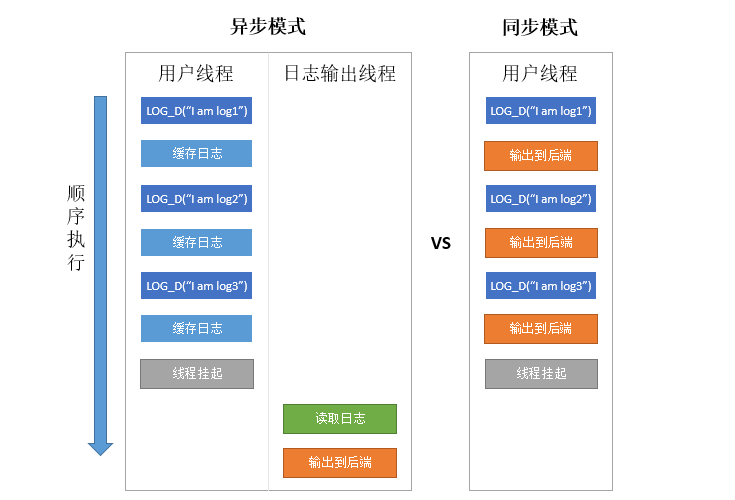 异步模式
同步模式
用户线程
日志输出线程
用户线程
LOG_D(“I am log1”)
LOG_D(“I am log1”)
缓存日志
输出到后端
顺序执行
LOG_D(“I am log2”)
LOG_D(“I am log2”)
缓存日志
VS
输出到后端
LOG_D(“I am log3”)
LOG_D(“I am log3”)
缓存日志
输出到后端
线程挂起
线程挂起
读取日志
输出到后端